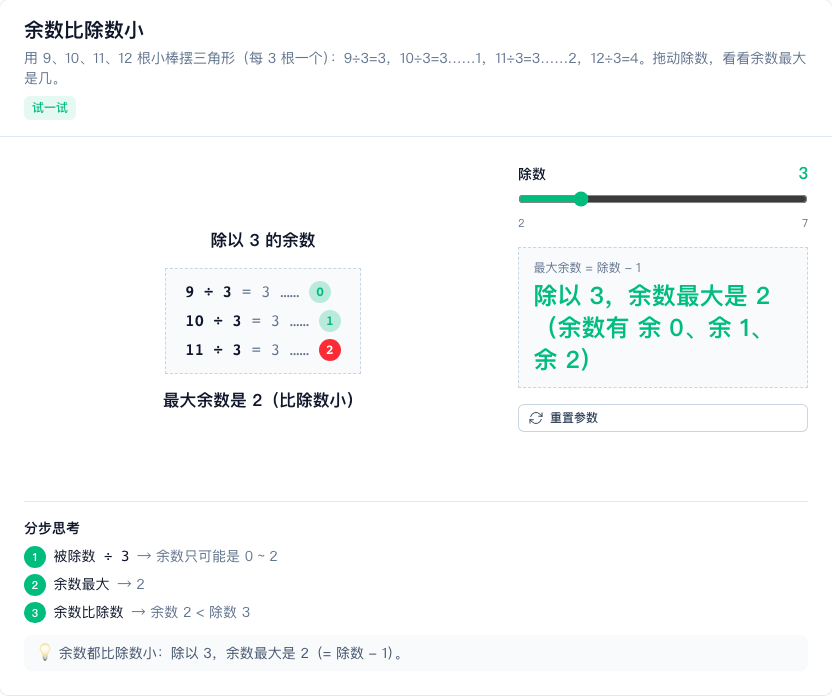 余数比除数小
用 9、10、11、12 根小棒摆三角形（每 3 根一个）：9÷3=3，10÷3=3……1，11÷3=3……2，12÷3=4。拖动除数，看看余数最大
是几。
试一试
除以 3 的余数
9 ÷ 3 = 3 …… 0
10 ÷ 3 = 3 …… 1
11 ÷ 3 = 3 …… 2
最大余数是 2（比除数小）
除数 3
2 7
最大余数 = 除数 − 1
除以 3，余数最大是 2
（余数有 余 0、余 1、
余 2）
重置参数
分步思考
1 被除数 ÷ 3 → 余数只可能是 0 ~ 2
2 余数最大 → 2
3 余数比除数 → 余数 2 < 除数 3
余数都比除数小：除以 3，余数最大是 2（= 除数 − 1）。